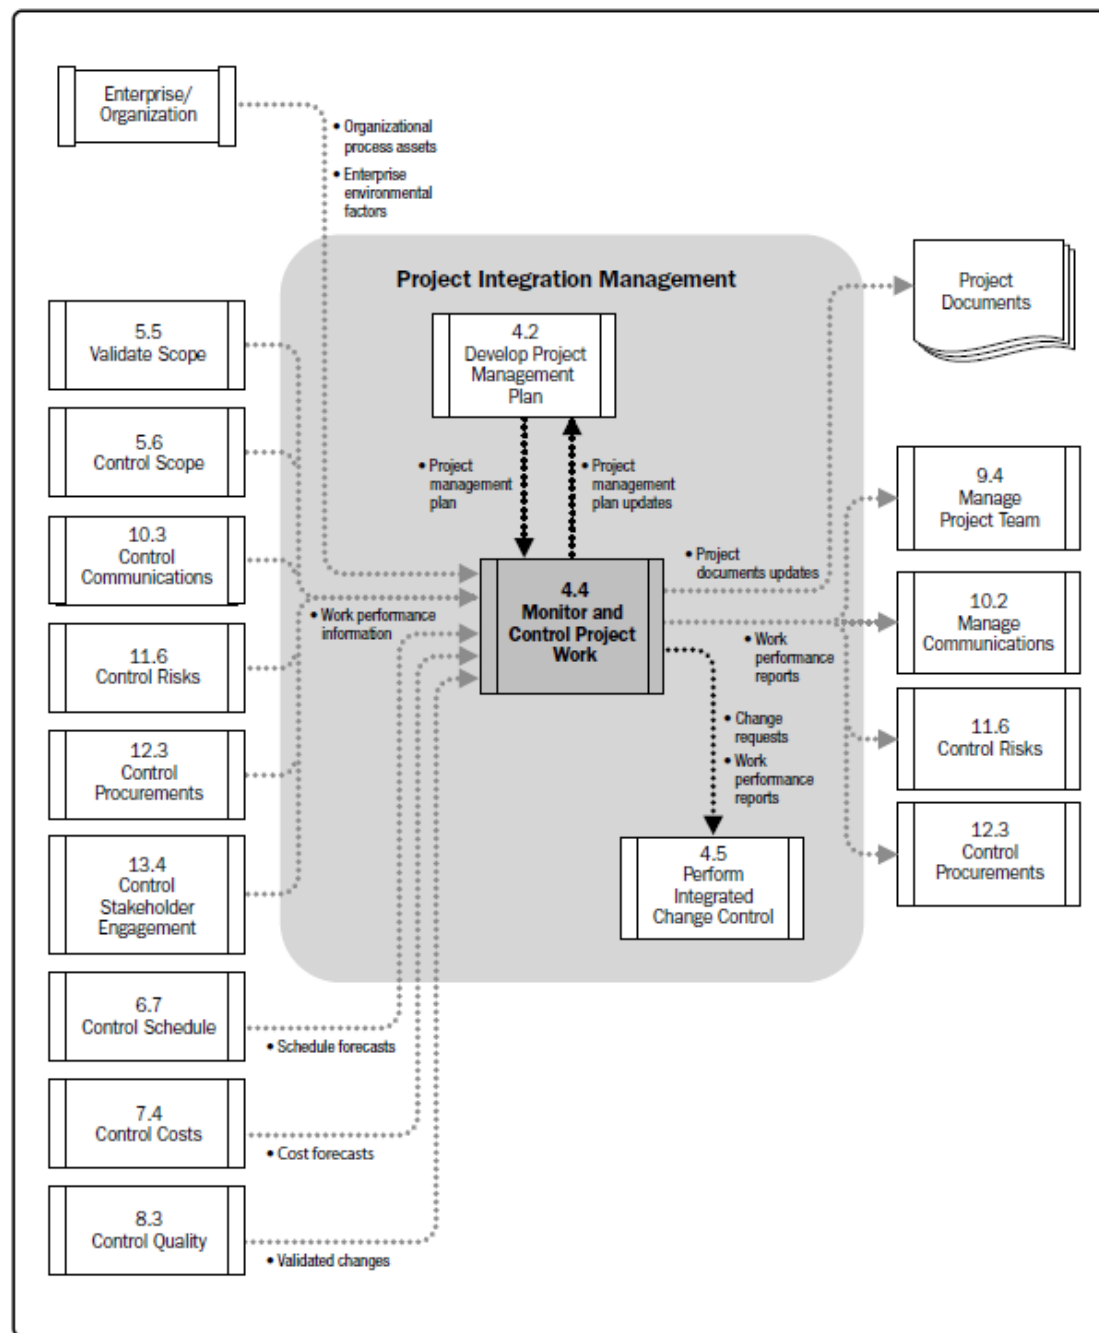 Enterprise/
Organization
• Organizational
process assets
• Enterprise
environmental
factors
Project Integration Management
Project
Documents
5.5
Validate Scope
4.2
Develop Project
Management
Plan
5.6
Control Scope
• Project
management
plan
• Project
management
plan updates
9.4
Manage
Project Team
10.3
Control
Communications
• Project
documents updates
4.4
Monitor and
Control Project
Work
10.2
Manage
Communications
• Work performance
information
• Work
performance
reports
11.6
Control Risks
11.6
Control Risks
• Change
requests
• Work
performance
reports
12.3
Control
Procurements
12.3
Control
Procurements
4.5
Perform
Integrated
Change Control
13.4
Control
Stakeholder
Engagement
6.7
Control Schedule
• Schedule forecasts
7.4
Control Costs
• Cost forecasts
8.3
Control Quality
• Validated changes